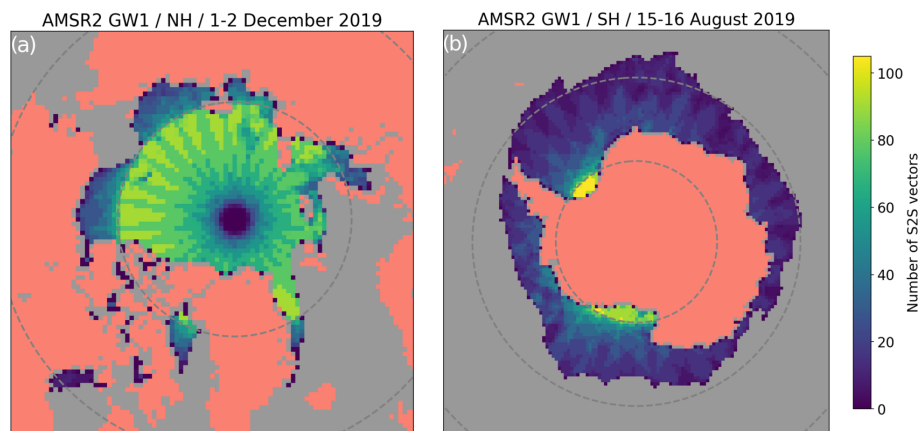 AMSR2 GW1 / NH / 1-2 December 2019
AMSR2 GW1 / SH / 15-16 August 2019
(a)
(b)
100
80
60
40
20
0
Number of S2S vectors